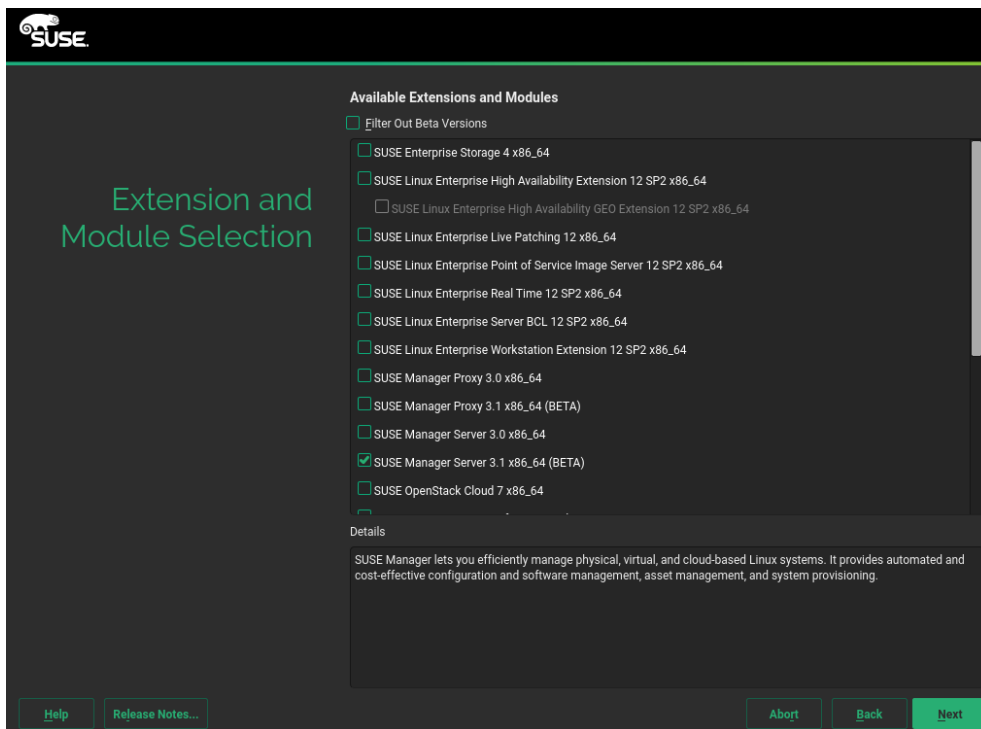 SUSE.
Available Extensions and Modules
Filter Out Beta Versions
Extension and
Module Selection
SUSE Enterprise Storage 4 x86_64
SUSE Linux Enterprise High Availability Extension 12 SP2 x86_64
SUSE Linux Enterprise High Availability GEO Extension 12 SP2 x86_64
SUSE Linux Enterprise Live Patching 12 x86_64
SUSE Linux Enterprise Point of Service Image Server 12 SP2 x86_64
SUSE Linux Enterprise Real Time 12 SP2 x86_64
SUSE Linux Enterprise Server BCL 12 SP2 x86_64
SUSE Linux Enterprise Workstation Extension 12 SP2 x86_64
SUSE Manager Proxy 3.0 x86_64
SUSE Manager Proxy 3.1 x86_64 (BETA)
SUSE Manager Server 3.0 x86_64
SUSE Manager Server 3.1 x86_64 (BETA)
SUSE OpenStack Cloud 7 x86_64
Details
SUSE Manager lets you efficiently manage physical, virtual, and cloud-based Linux systems. It provides automated and
cost-effective configuration and software management, asset management, and system provisioning.
Help
Release Notes...
Abort
Back
Next